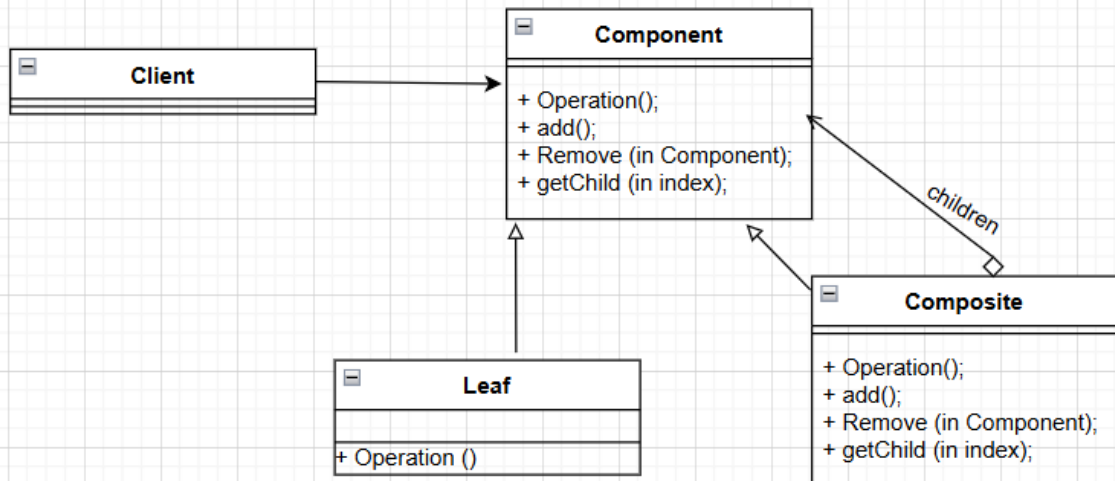 Client
Component
+ Operation();
+ add();
+ Remove (in Component);
+ getChild (in index);
children
Leaf
+ Operation ()
Composite
+ Operation();
+ add();
+ Remove (in Component);
+ getChild (in index);